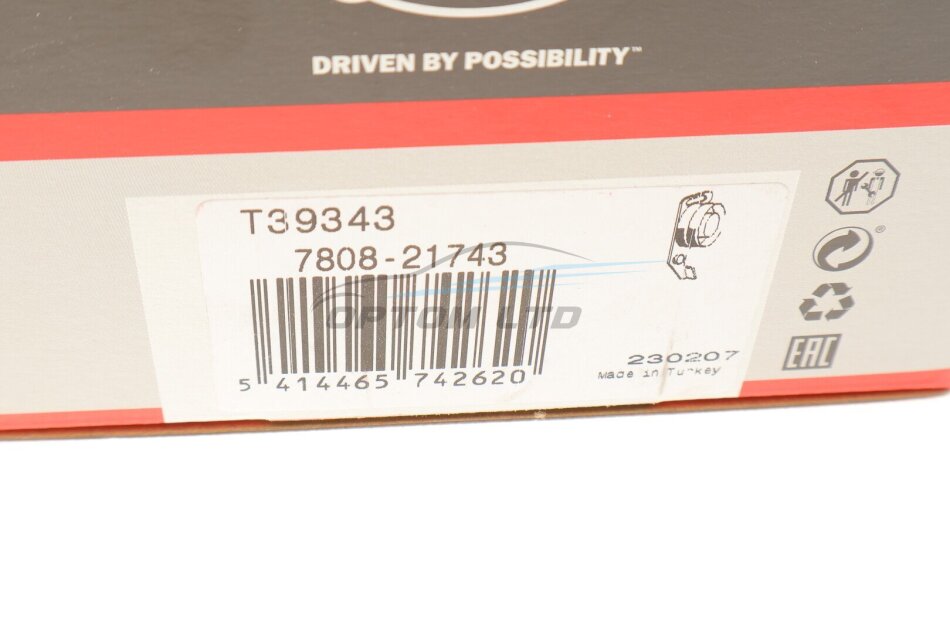 DRIVEN BY POSSIBILITY™
T39343
7808-21743
OPTOM LTD
5 414465 742620
230207
Made in Turkey
®
EAC